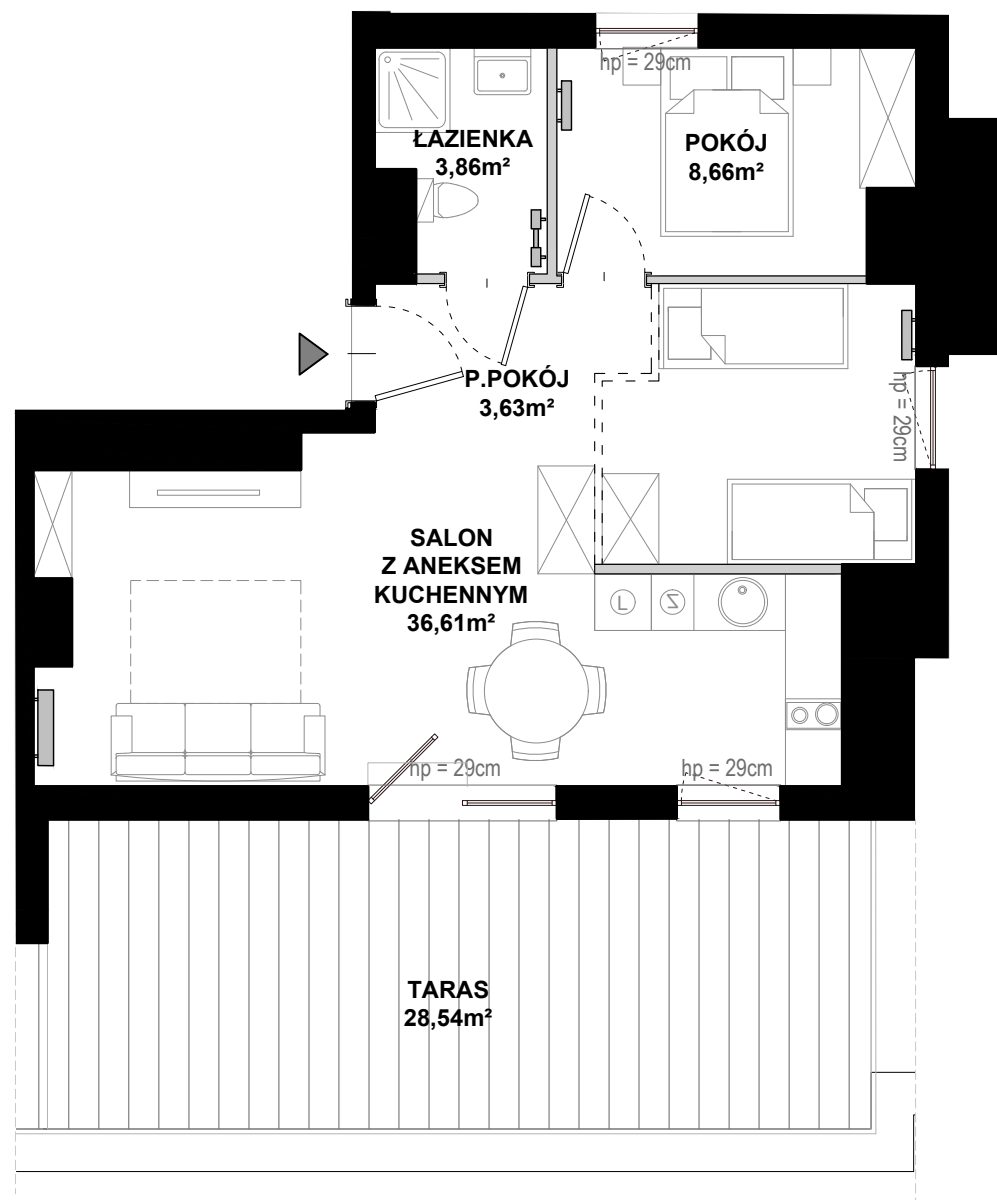 hp = 29cm
ŁAZIENKA
3,86m²
POKÓJ
8,66m²
P.POKÓJ
3,63m²
hp = 29cm
SALON
Z ANEKSEM
KUCHENNYM
36,61m²
L
Z
hp = 29cm
hp = 29cm
TARAS
28,54m²